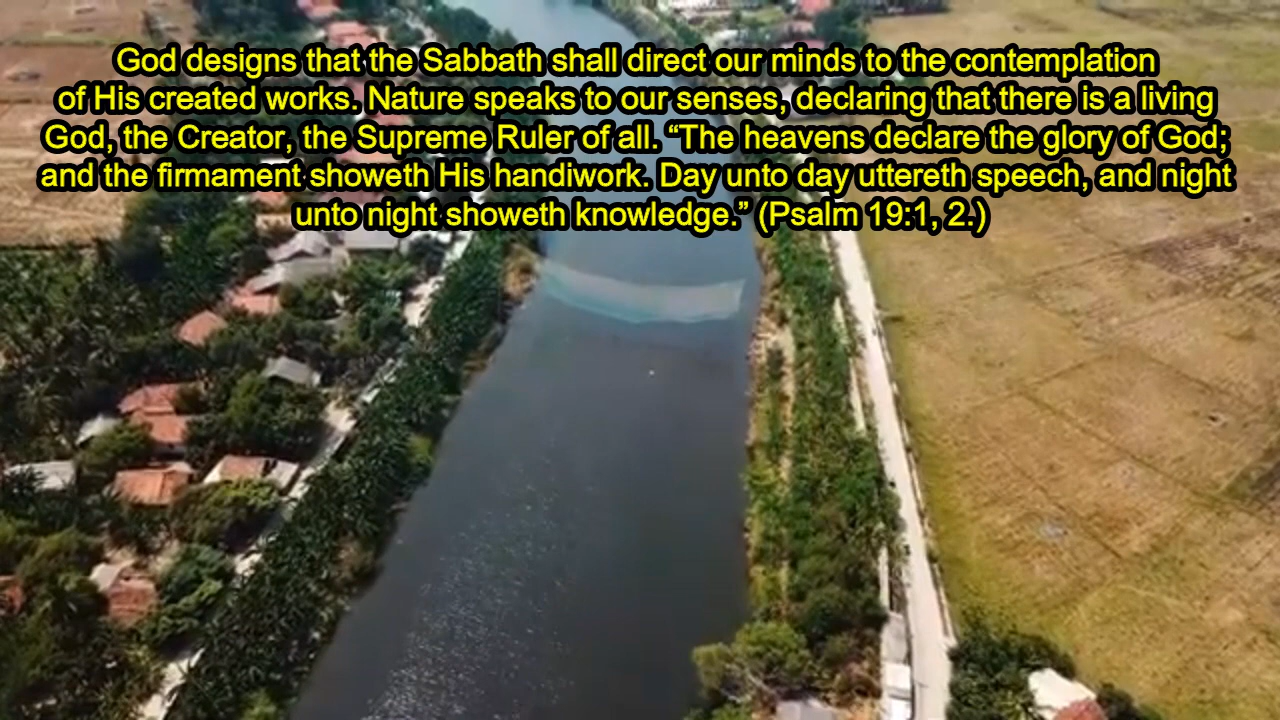 God designs that the Sabbath shall direct our minds to the contemplation
of His created works. Nature speaks to our senses, declaring that there is a living
God, the Creator, the Supreme Ruler of all. “The heavens declare the glory of God;
and the firmament showeth His handiwork. Day unto day uttereth speech, and night
unto night showeth knowledge.” (Psalm 19:1, 2.)